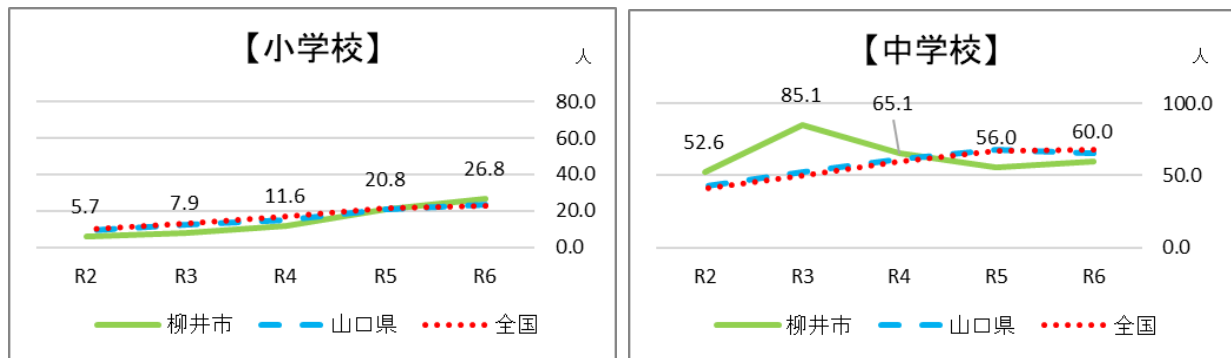 【小学校】
人
80.0
60.0
40.0
20.0
0.0
5.7 7.9 11.6 20.8 26.8
R2 R3 R4 R5 R6
柳井市 山口県 全国
【中学校】
人
100.0
50.0
0.0
52.6 85.1 65.1 56.0 60.0
R2 R3 R4 R5 R6
柳井市 山口県 全国